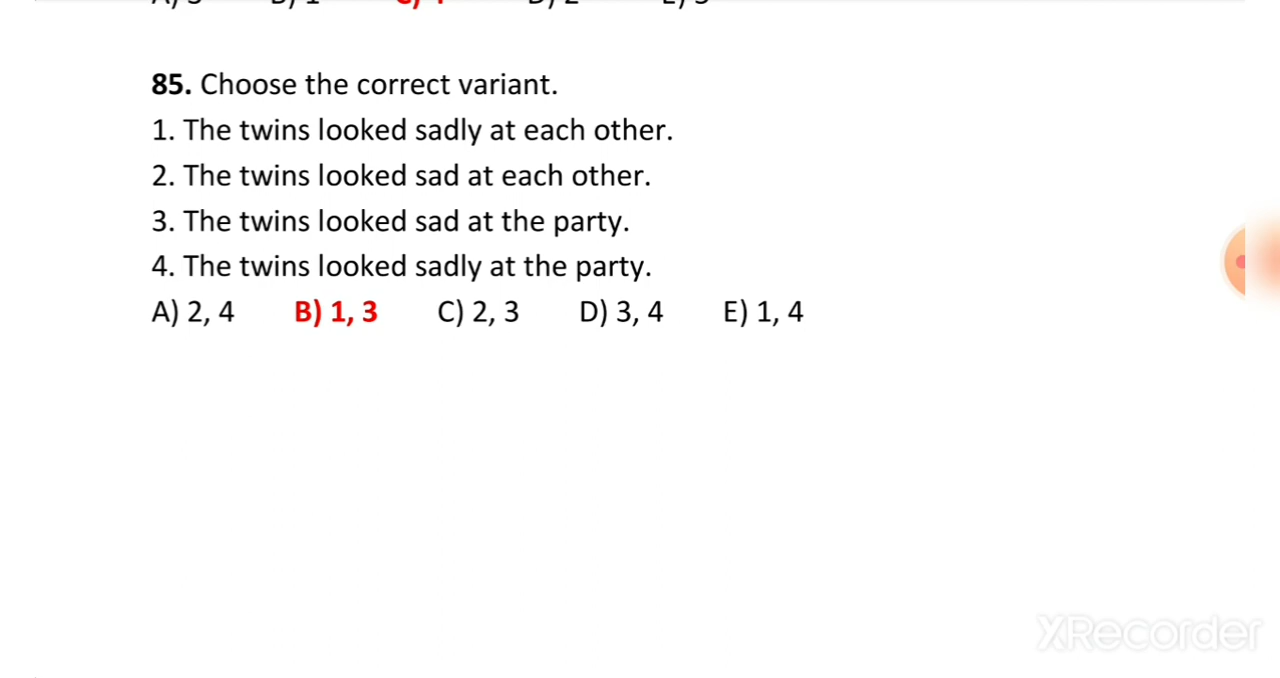 85. Choose the correct variant.
1. The twins looked sadly at each other.
2. The twins looked sad at each other.
3. The twins looked sad at the party.
4. The twins looked sadly at the party.
A) 2, 4 B) 1, 3 C) 2, 3 D) 3, 4 E) 1, 4
XRecorder